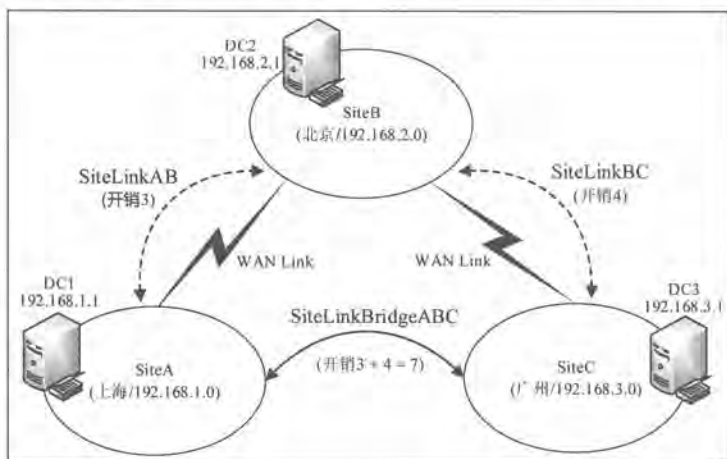 DC2
192.168.2.1
SiteB
(北京/192.168.2.0)
SiteLinkAB
(开销3)
SiteLinkBC
(开销4)
WAN Link
WAN Link
DC1
192.168.1.1
DC3
192.168.3.1
SiteLinkBridgeABC
(开销3+4=7)
SiteA
(上海/192.168.1.0)
SiteC
(广州/192.168.3.0)